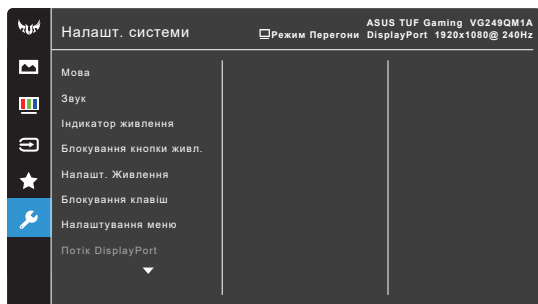 ASUS TUF Gaming VG249QM1A
Налашт. системи
Режим Перегони DisplayPort 1920x1080@ 240Hz
Мова
Звук
Індикатор живлення
Блокування кнопки живл.
Налашт. Живлення
Блокування клавіш
Налаштування меню
Потік DisplayPort